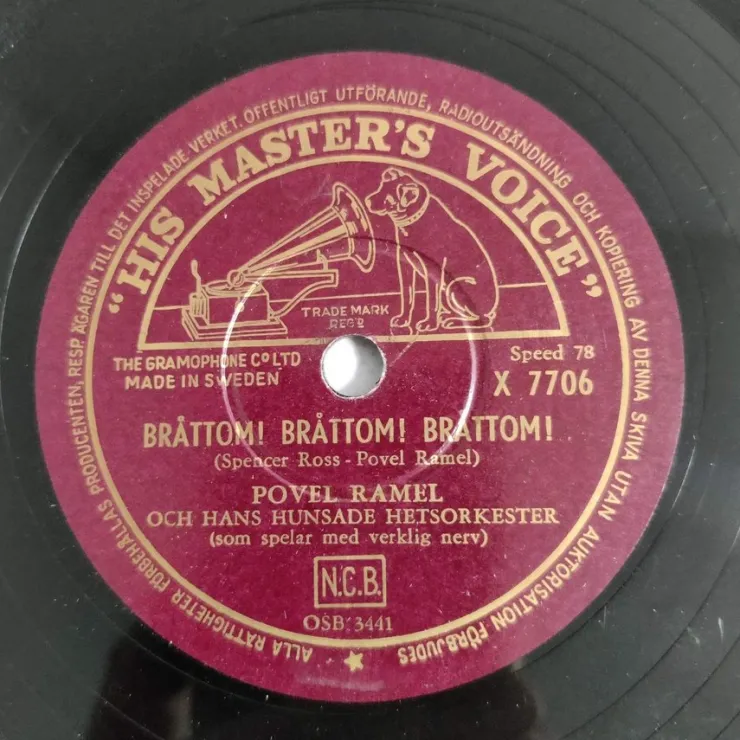 ALLA RÄTTIGHETER FÖRBEHÅLLAS PRODUCENTEN, RESP. ÄGAREN TILL DET INSPELADE VERKET. OFFENTLIGT UTFÖRANDE, RADIOUTSÄNDNING OCH KOPIERING AV DENNA SKIVA UTAN AUKTORISATION FÖRBJUDES
"HIS MASTER'S VOICE"
TRADE MARK
REG'D
THE GRAMOPHONE CO LTD
MADE IN SWEDEN
Speed 78
X 7706
BRÅTTOM! BRÅTTOM! BRÅTTOM!
(Spencer Ross - Povel Ramel)
POVEL RAMEL
OCH HANS HUNSADE HETSORKESTER
(som spelar med verklig nerv)
N.C.B.
OSB 3441